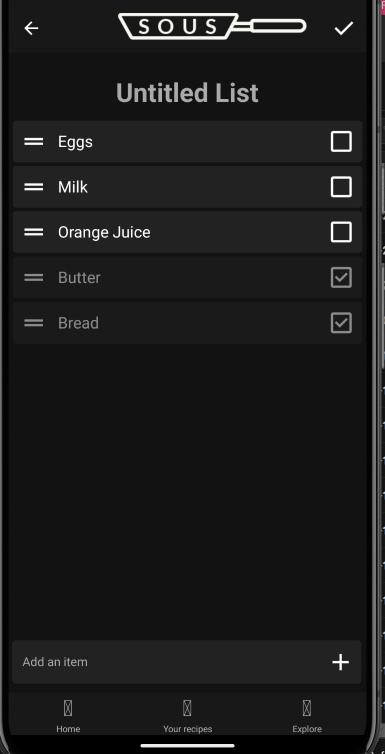 SOUS
Untitled List
Eggs
Milk
Orange Juice
Butter
Bread
Add an item
Home
Your recipes
Explore